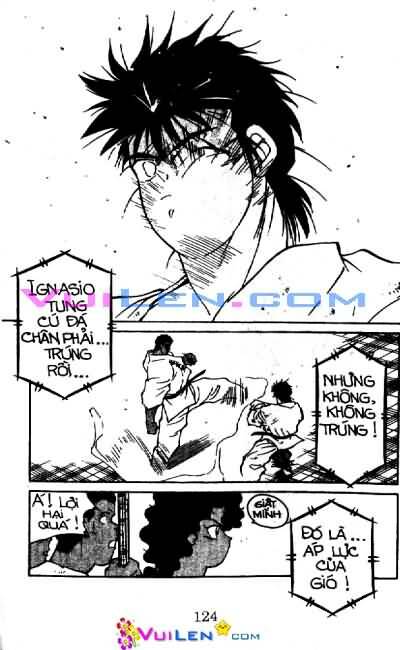 IGNASIO
TUNG
CÚ ĐÁ
CHÂN PHẢI...
TRÚNG
RỒI...
VUILEN.COM
NHƯNG
KHÔNG,
KHÔNG
TRÚNG!
Á! LỢI
HẠI
QUÁ!
GIẬT
MÌNH
ĐÓ LÀ...
ÁP LỰC
CỦA
GIÓ!
124
VUILEN.COM